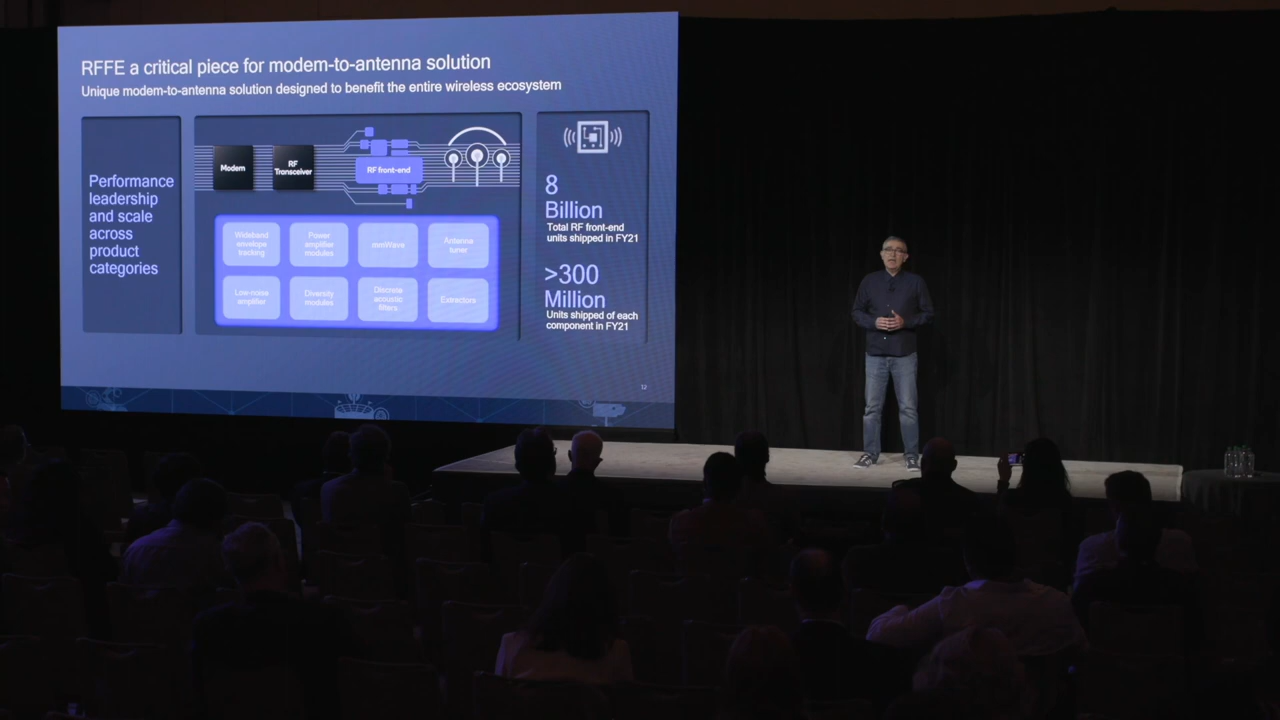 RFFE a critical piece for modem-to-antenna solution
Unique modem-to-antenna solution designed to benefit the entire wireless ecosystem
Performance
leadership
and scale
across
product
categories
Modem
RF
Transceiver
RF front-end
Wideband
envelope
tracking
Power
amplifier
modules
mmWave
Antenna
tuner
Low-noise
amplifier
Diversity
modules
Discrete
acoustic
filters
Extractors
8
Billion
Total RF front-end
units shipped in FY21
>300
Million
Units shipped of each
component in FY21
12